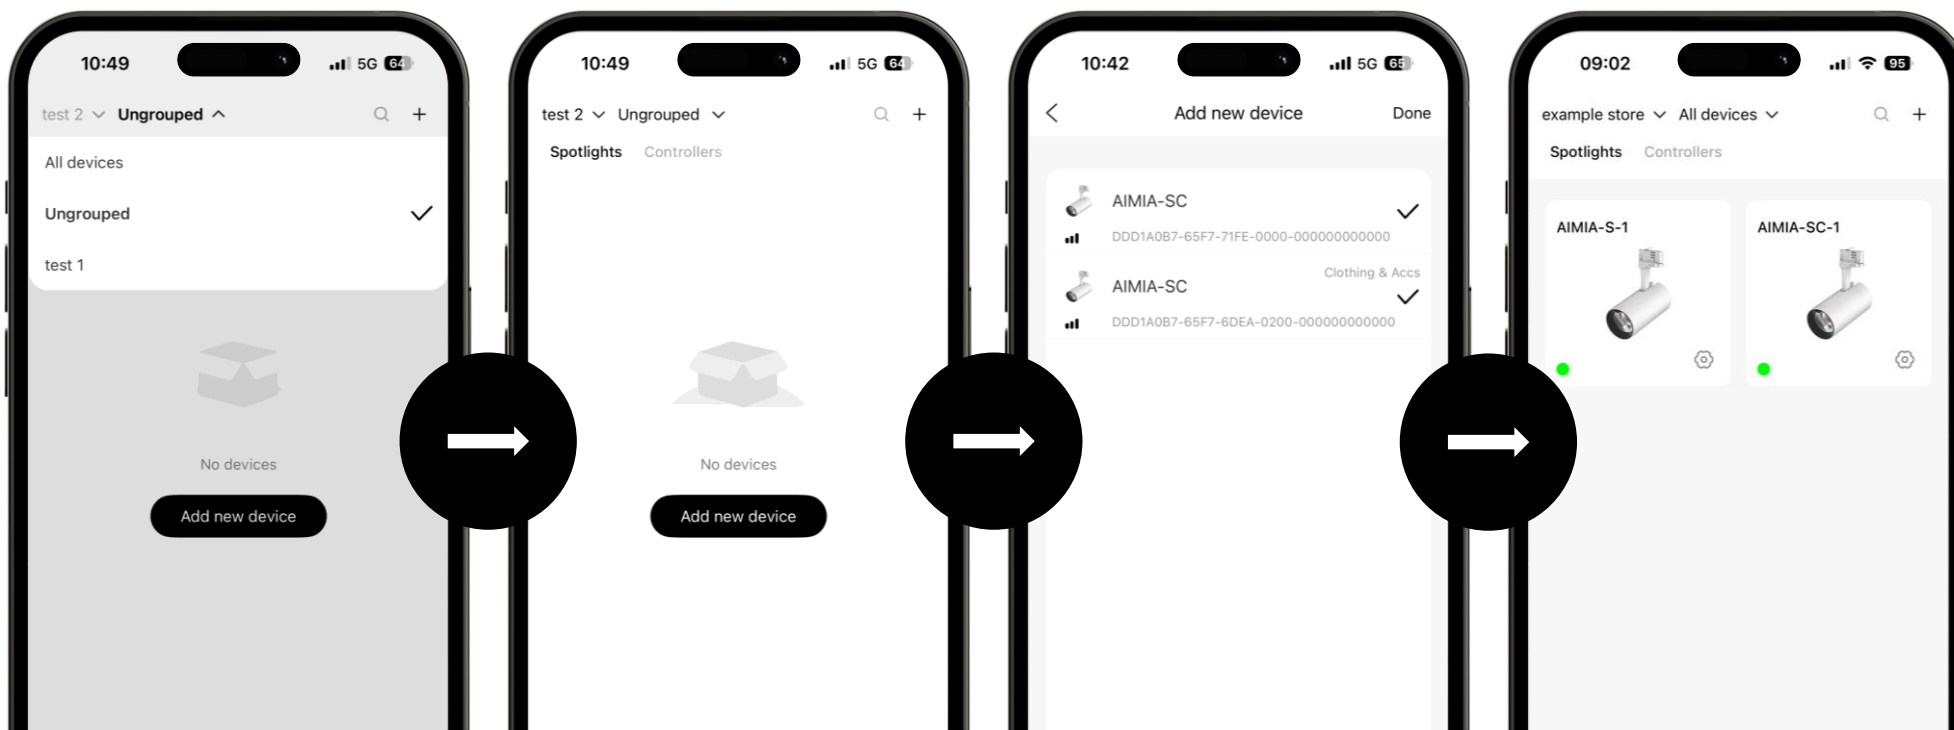 10:49
5G 64
test 2 Ungrouped
All devices
Ungrouped
test 1
No devices
Add new device
10:49
5G 64
test 2 Ungrouped
Spotlights Controllers
No devices
Add new device
10:42
5G 65
Add new device Done
AIMIA-SC
DDD1A0B7-65F7-71FE-0000-000000000000
Clothing & Accs
AIMIA-SC
DDD1A0B7-65F7-6DEA-0200-000000000000
09:02
95
example store All devices
Spotlights Controllers
AIMIA-S-1
AIMIA-SC-1